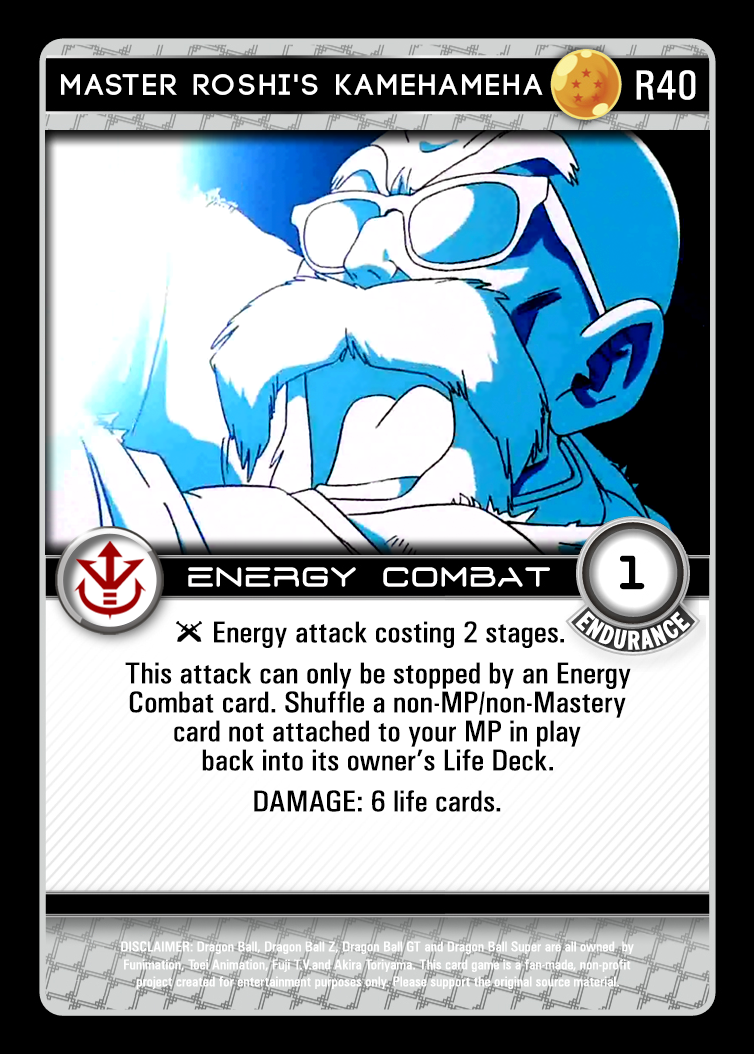 MASTER ROSHI'S KAMEHAMEHA R40
ENERGY COMBAT 1
ENDURANCE
Energy attack costing 2 stages.
This attack can only be stopped by an Energy
Combat card. Shuffle a non-MP/non-Mastery
card not attached to your MP in play
back into its owner's Life Deck.
DAMAGE: 6 life cards.
DISCLAIMER: Dragon Ball, Dragon Ball Z, Dragon Ball GT and Dragon Ball Super are all owned by
Funimation, Toei Animation, Fuji T.V.and Akira Toriyama. This card game is a fan-made, non-profit
project created for entertainment purposes only. Please support the original source material.